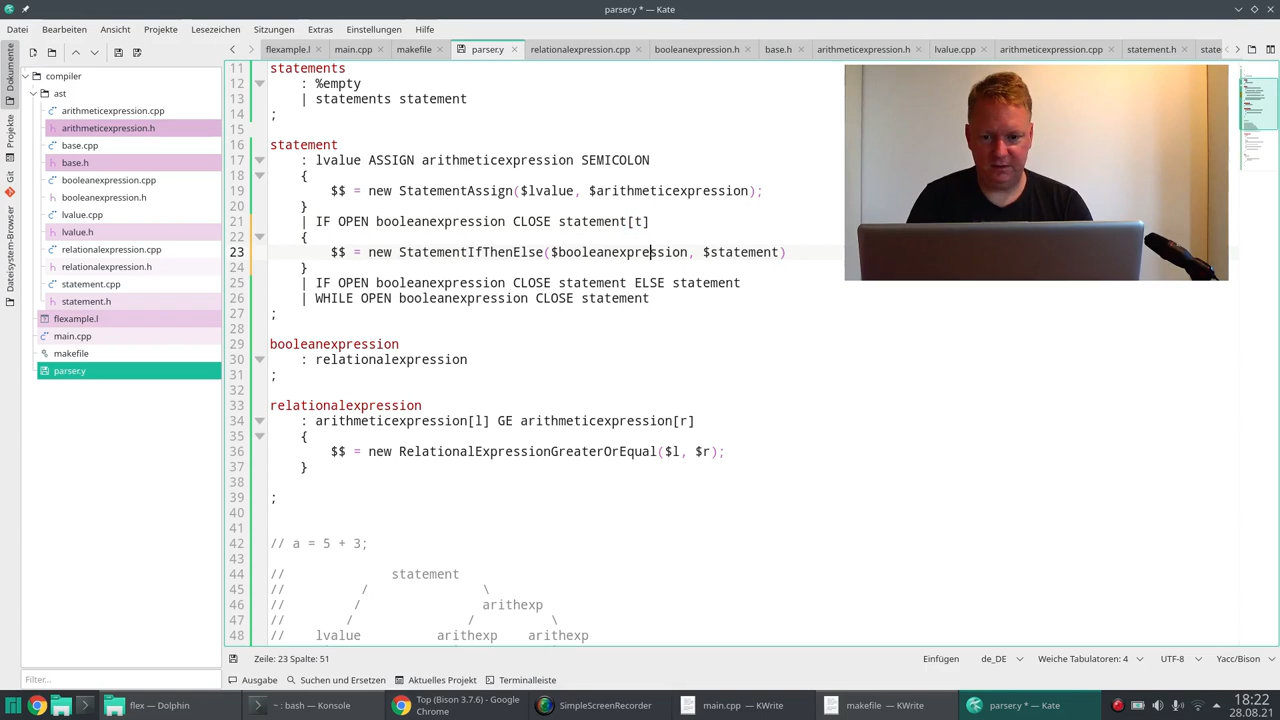 parser.y * — Kate
Datei Bearbeiten Ansicht Projekte Lesezeichen Sitzungen Extras Einstellungen Hilfe
flexample.l main.cpp makefile parser.y relationalexpression.cpp booleanexpression.h base.h arithmeticexpression.h lvalue.cpp arithmeticexpression.cpp statement.h state
Dokumente
Projekte
Git
Dateisystem-Browser
compiler
ast
arithmeticexpression.cpp
arithmeticexpression.h
base.cpp
base.h
booleanexpression.cpp
booleanexpression.h
lvalue.cpp
lvalue.h
relationalexpression.cpp
relationalexpression.h
statement.cpp
statement.h
flexample.l
main.cpp
makefile
parser.y
Filter...
11 statements
12 : %empty
13 | statements statement
14 ;
15
16 statement
17 : lvalue ASSIGN arithmeticexpression SEMICOLON
18 {
19 $$ = new StatementAssign($lvalue, $arithmeticexpression);
20 }
21 | IF OPEN booleanexpression CLOSE statement[t]
22 {
23 $$ = new StatementIfThenElse($booleanexpression, $statement)
24 }
25 | IF OPEN booleanexpression CLOSE statement ELSE statement
26 | WHILE OPEN booleanexpression CLOSE statement
27 ;
28
29 booleanexpression
30 : relationalexpression
31 ;
32
33 relationalexpression
34 : arithmeticexpression[l] GE arithmeticexpression[r]
35 {
36 $$ = new RelationalExpressionGreaterOrEqual($l, $r);
37 }
38
39 ;
40
41
42 // a = 5 + 3;
43
44 // statement
45 // / \
46 // / arithexp
47 // / / \
48 // lvalue arithexp arithexp
Zeile: 23 Spalte: 51 Einfügen de_DE Weiche Tabulatoren: 4 UTF-8 Yacc/Bison
Ausgabe Suchen und Ersetzen Aktuelles Projekt Terminalleiste
flex — Dolphin ~ : bash — Konsole Top (Bison 3.7.6) - Google Chrome SimpleScreenRecorder main.cpp — KWrite makefile — KWrite parser.y * — Kate
18:22
28.08.21